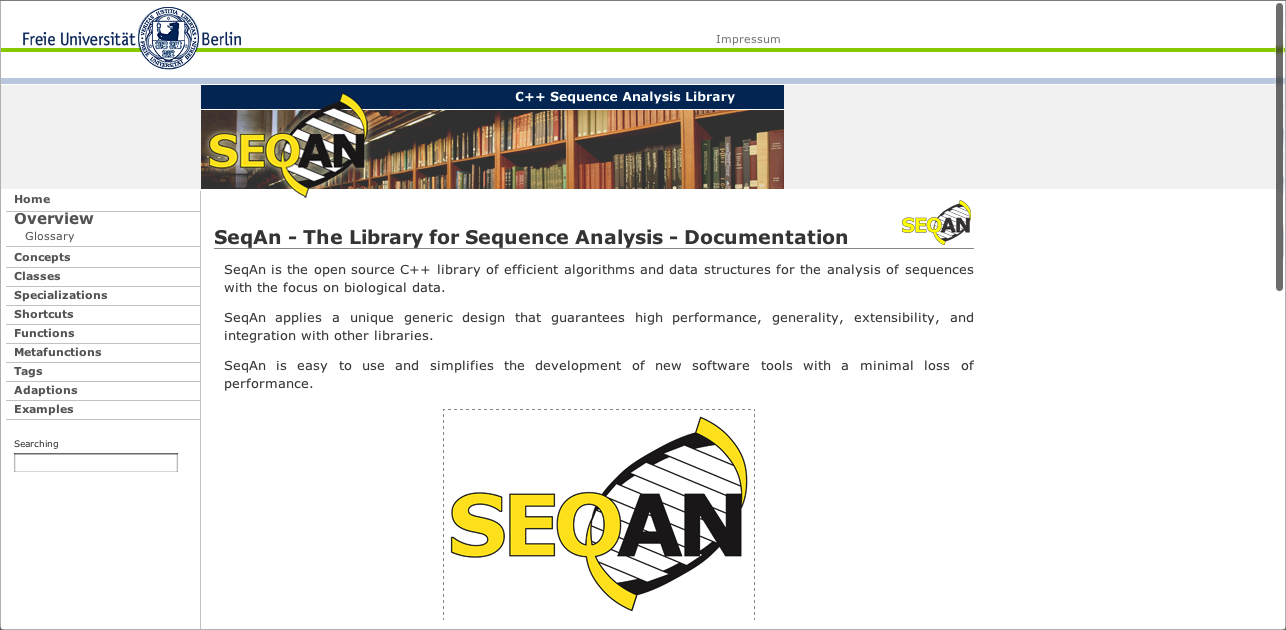 Freie Universität Berlin
Impressum
C++ Sequence Analysis Library
SEQAN
Home
Overview
Glossary
Concepts
Classes
Specializations
Shortcuts
Functions
Metafunctions
Tags
Adaptions
Examples
Searching
SEQAN
SeqAn - The Library for Sequence Analysis - Documentation
SeqAn is the open source C++ library of efficient algorithms and data structures for the analysis of sequences
with the focus on biological data.
SeqAn applies a unique generic design that guarantees high performance, generality, extensibility, and
integration with other libraries.
SeqAn is easy to use and simplifies the development of new software tools with a minimal loss of
performance.
SEQAN